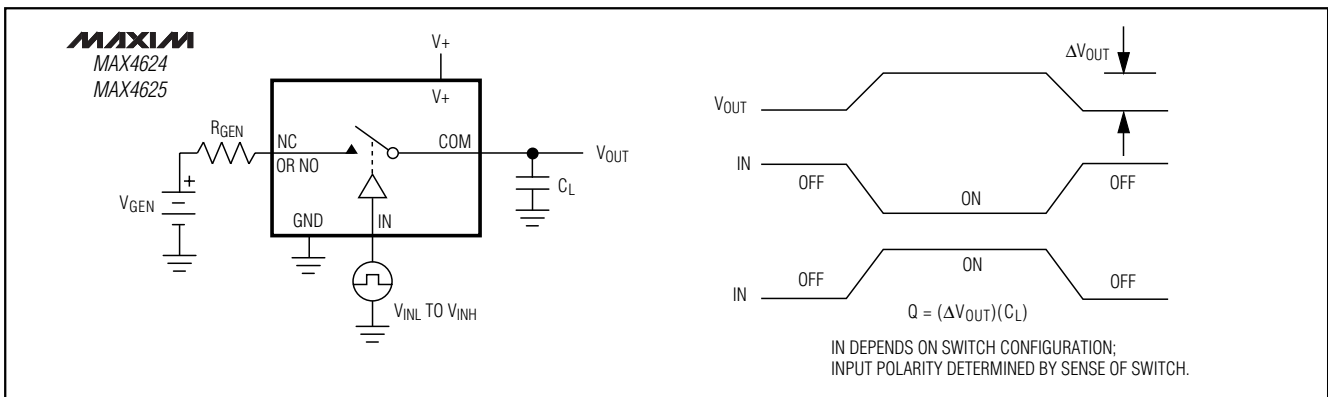 MAXIM
MAX4624
MAX4625
V+
V+
RGEN
NC
OR NO
COM
VOUT
CL
VGEN
+
GND
IN
VINL TO VINH
ΔVOUT
VOUT
IN
OFF
ON
OFF
IN
OFF
ON
OFF
Q = (ΔVOUT)(CL)
IN DEPENDS ON SWITCH CONFIGURATION;
INPUT POLARITY DETERMINED BY SENSE OF SWITCH.